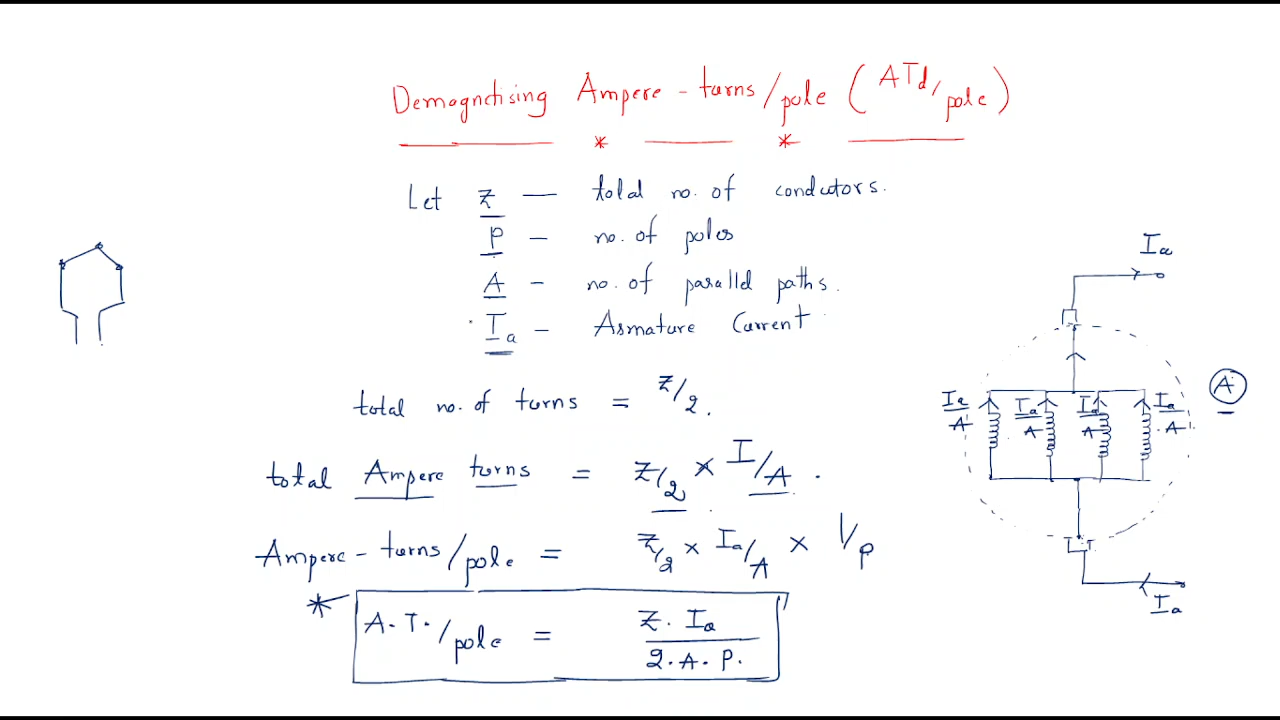 Demagnetising Ampere-turns/pole (ATd/pole)
Let Z — total no. of condutors.
P — no. of poles
A — no. of parallel paths.
Ia — Asmature Current
total no. of turns = Z/2.
total Ampere turns = Z/2 × I/A.
Ampere-turns/pole = Z/2 × Ia/A × 1/P
* A.T./pole = Z. Ia / 2.A.P.
Ia
A
Ia/A Ia/A Ia/A Ia/A
Ia